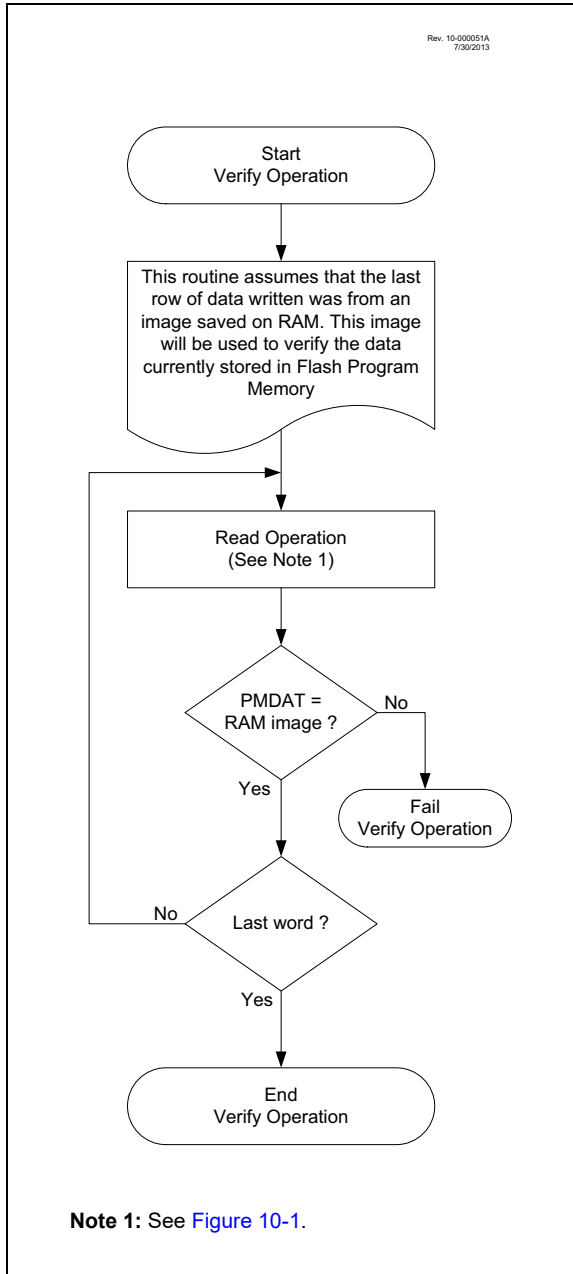 Rev. 10-000051A
7/30/2013
Start
Verify Operation
This routine assumes that the last
row of data written was from an
image saved on RAM. This image
will be used to verify the data
currently stored in Flash Program
Memory
Read Operation
(See Note 1)
PMDAT =
RAM image ?
No
Yes
Fail
Verify Operation
Last word ?
No
Yes
End
Verify Operation
Note 1: See Figure 10-1.